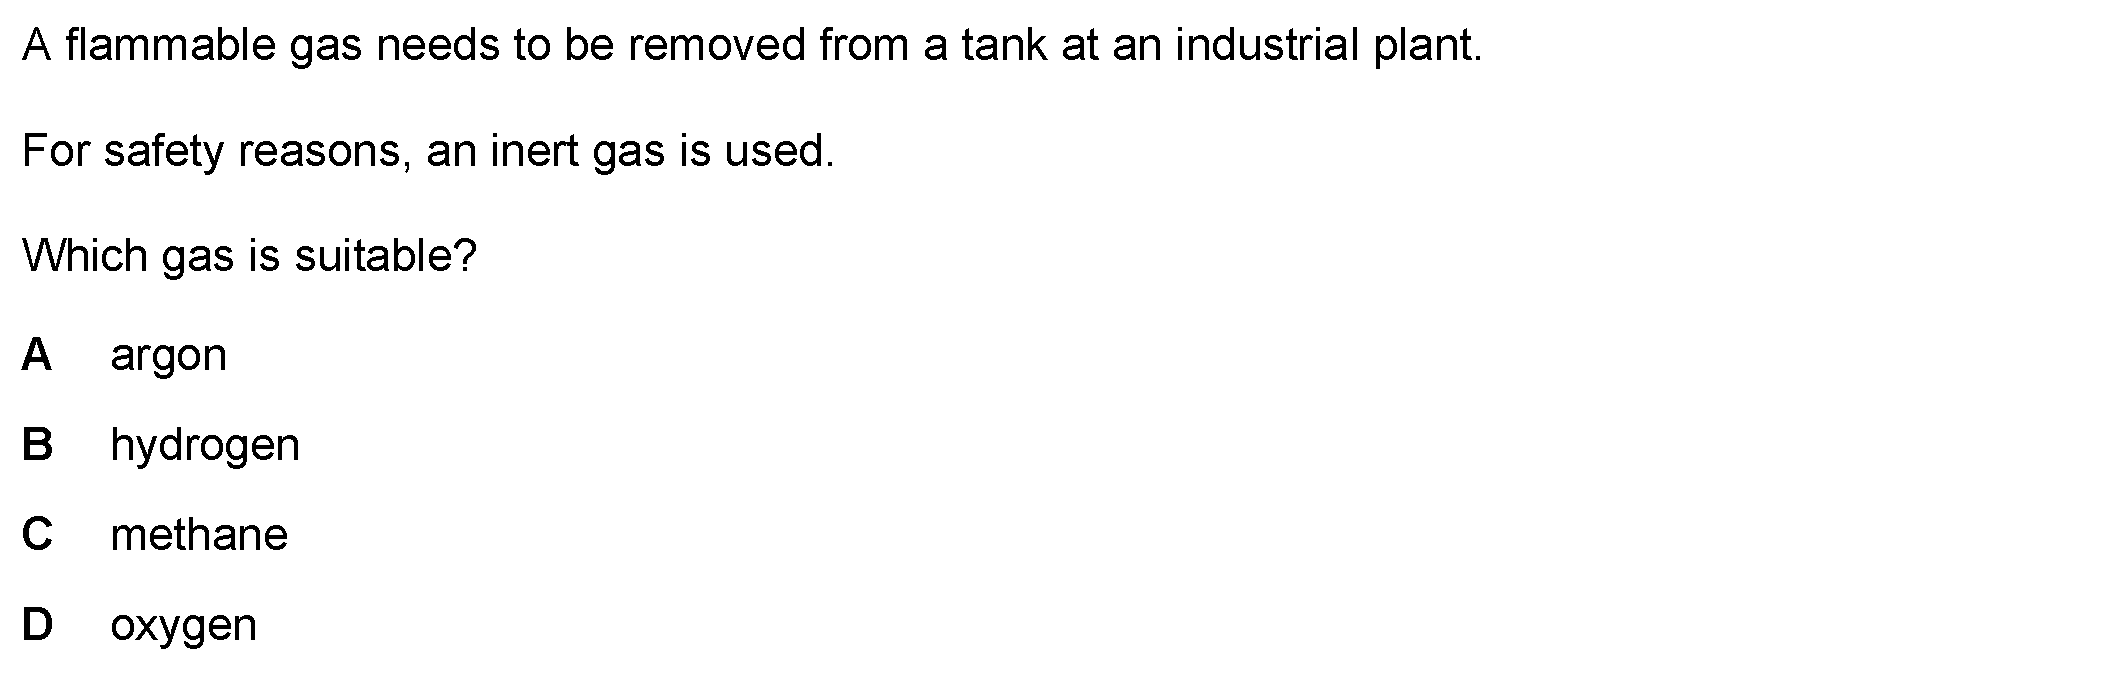 A flammable gas needs to be removed from a tank at an industrial plant.
For safety reasons, an inert gas is used.
Which gas is suitable?
A argon
B hydrogen
C methane
D oxygen